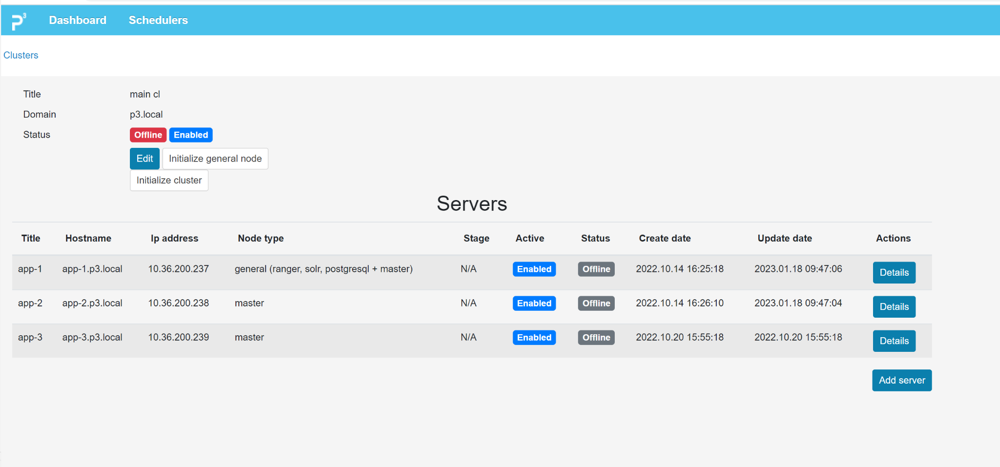 P3 Dashboard Schedulers
Clusters
Title main cl
Domain p3.local
Status Offline Enabled
Edit Initialize general node
Initialize cluster
Servers
Title Hostname Ip address Node type Stage Active Status Create date Update date Actions
app-1 app-1.p3.local 10.36.200.237 general (ranger, solr, postgresql + master) N/A Enabled Offline 2022.10.14 16:25:18 2023.01.18 09:47:06 Details
app-2 app-2.p3.local 10.36.200.238 master N/A Enabled Offline 2022.10.14 16:26:10 2023.01.18 09:47:04 Details
app-3 app-3.p3.local 10.36.200.239 master N/A Enabled Offline 2022.10.20 15:55:18 2022.10.20 15:55:18 Details
Add server